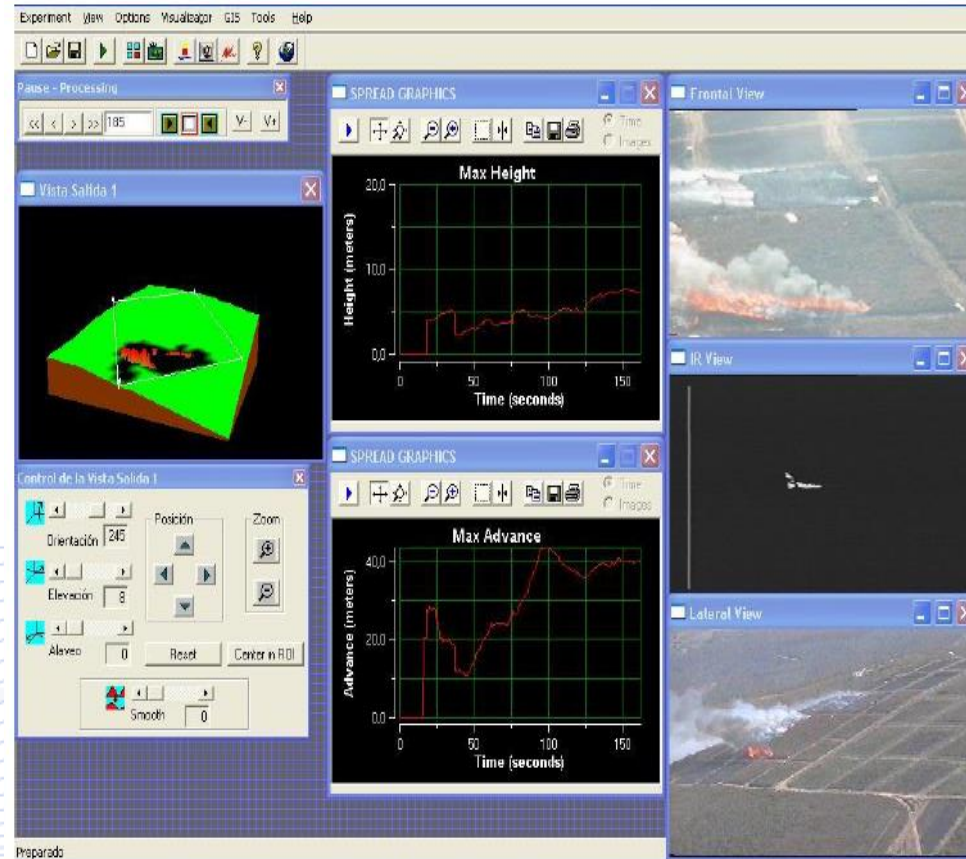 Experiment View Options Visualizator GIS Tools Help
Pause - Processing
185
V- V+
Vista Salida 1
Control de la Vista Salida 1
Orientación 245
Elevación 8
Alaveo 0
Posición
Zoom
Reset
Center in ROI
Smooth 0
SPREAD GRAPHICS
Time
Images
Max Height
Height (meters)
20,0
10.0
0,0
0 50 100 150
Time (seconds)
SPREAD GRAPHICS
Time
Images
Max Advance
Advance (meters)
40,0
20.0
0.0
0 50 100 150
Time (seconds)
Frontal View
IR View
Lateral View
Preparado